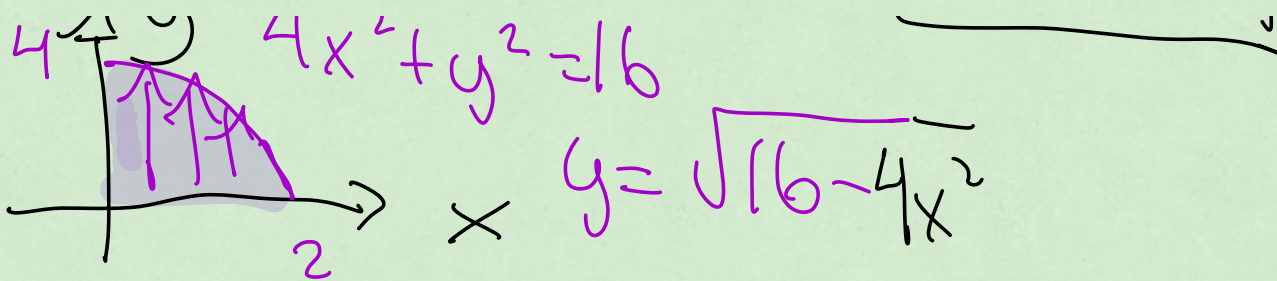 4 y 4x² + y² = 16
y = √16 - 4x²
x
2